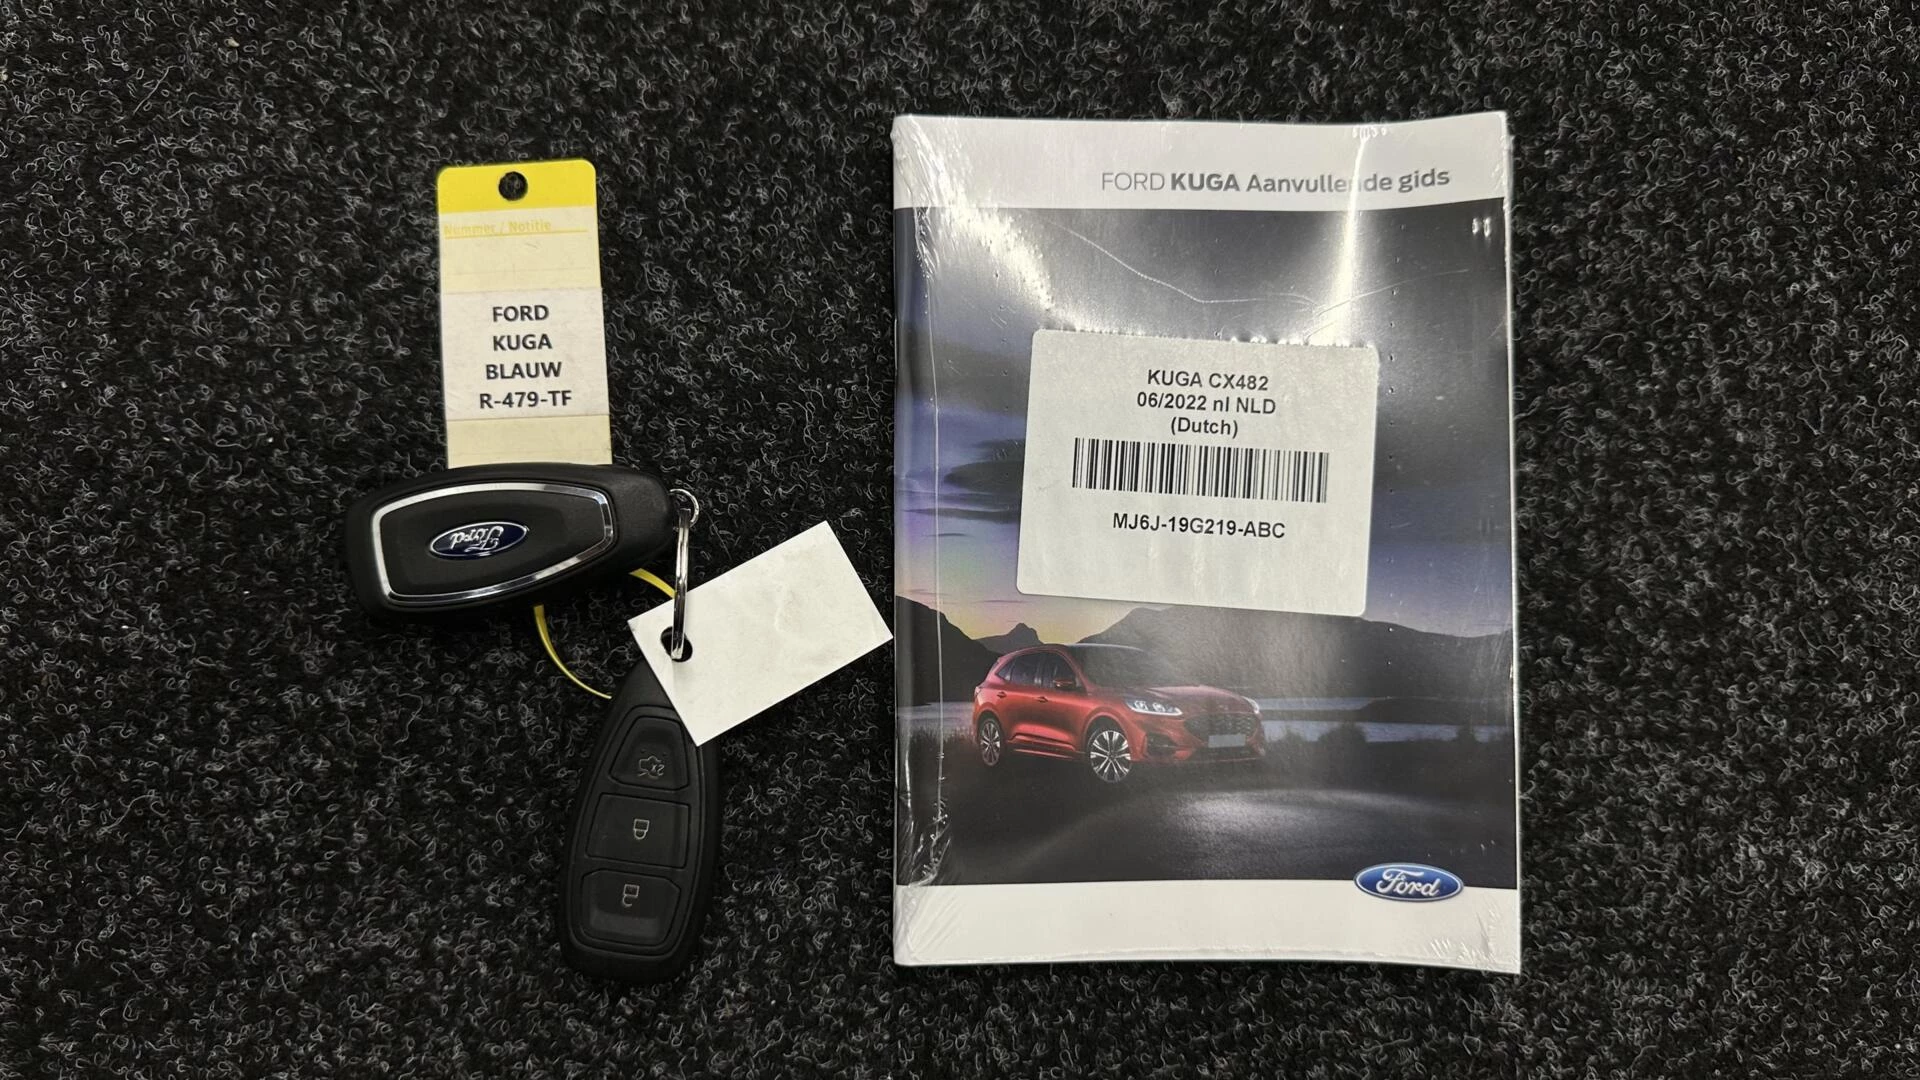 Nummer / Notitie
FORD
KUGA
BLAUW
R-479-TF
Ford
2x
FORD KUGA Aanvullende gids
KUGA CX482
06/2022 nl NLD
(Dutch)
MJ6J-19G219-ABC
Ford